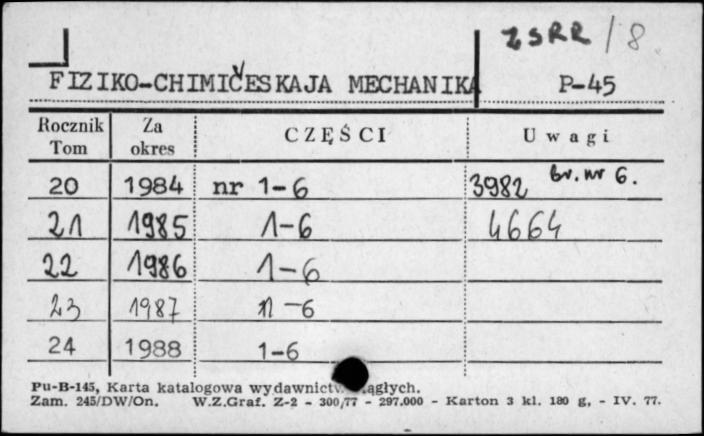 ZSRR / 8.
FIZIKO-CHIMIČESKAJA MECHANIKA P-45
Rocznik Tom Za okres CZĘŚCI Uwagi
20 1984 nr 1-6 3982 br. nr 6.
21 1985 1-6 4664
22 1986 1-6
23 1987 1-6
24 1988 1-6
Pu-B-145, Karta katalogowa
Zam. 245/DW/On. W.Z.Graf. Z-2 - 300/77 - 297.000 - Karton 3 kl. 180 g, - IV. 77.